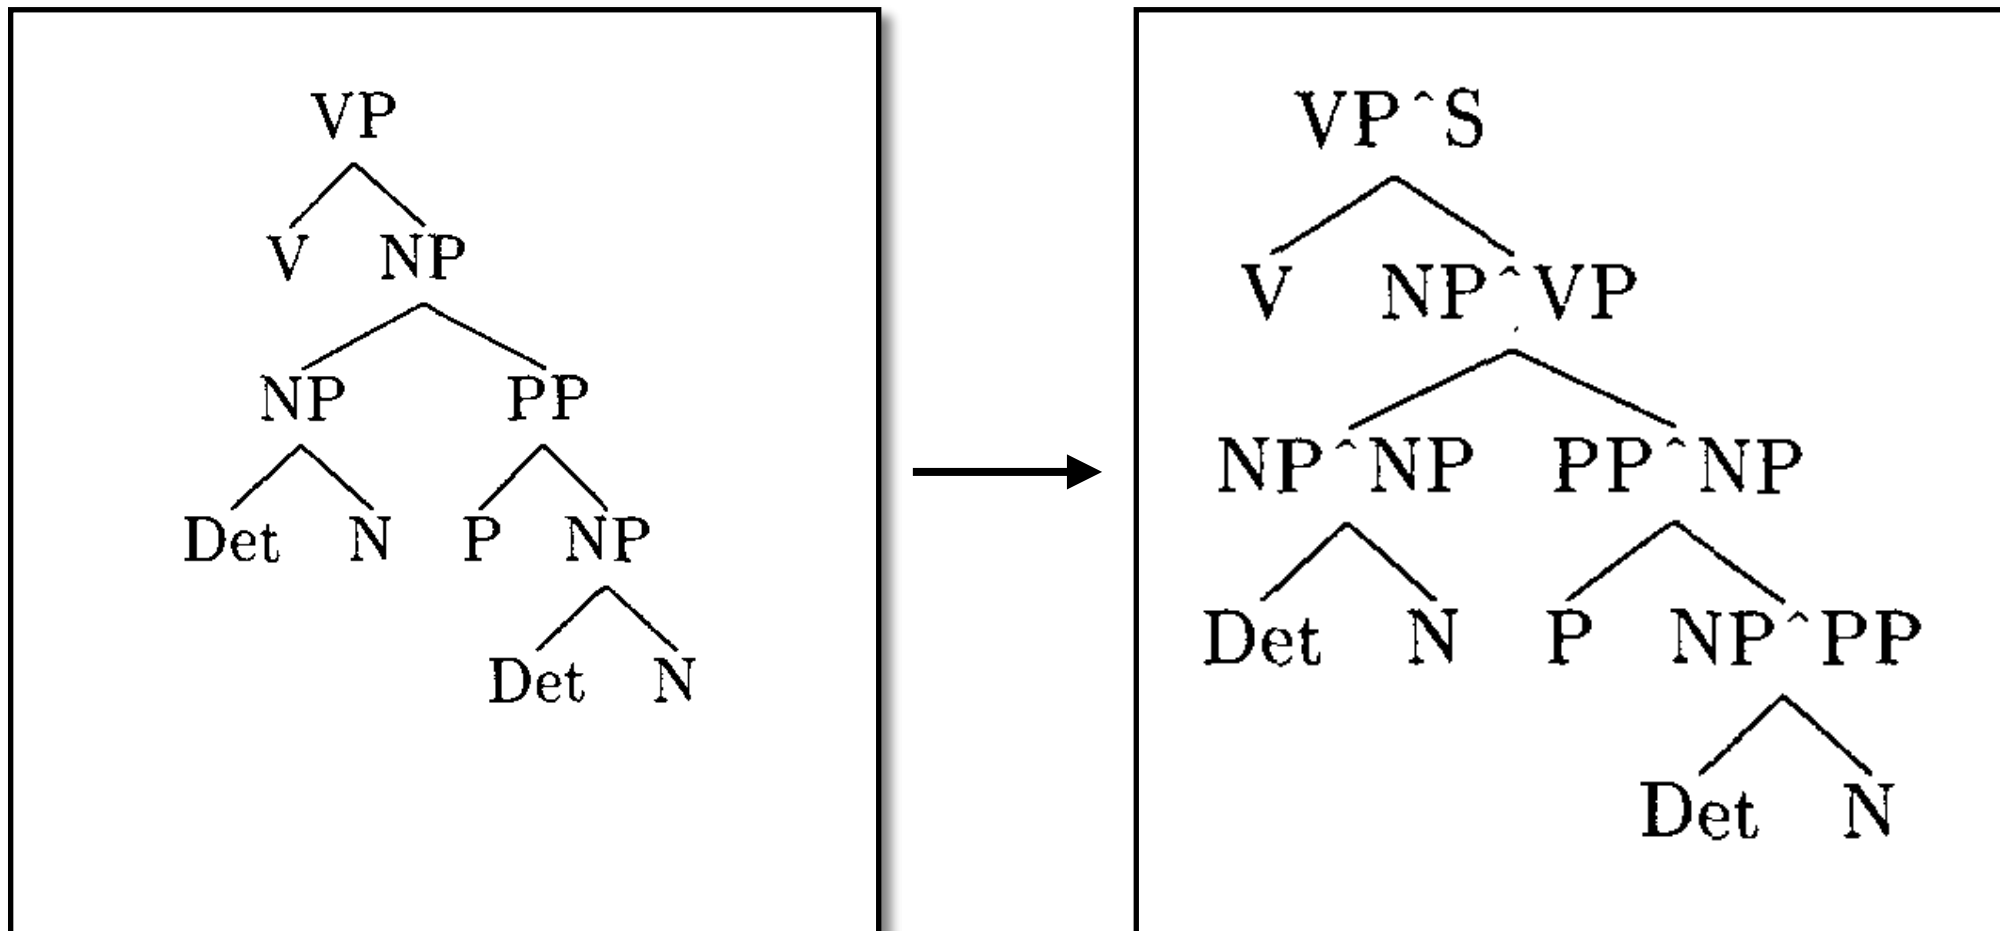 VP
V NP
NP PP
Det N P NP
Det N
VP^S
V NP^VP
NP^NP PP^NP
Det N P NP^PP
Det N